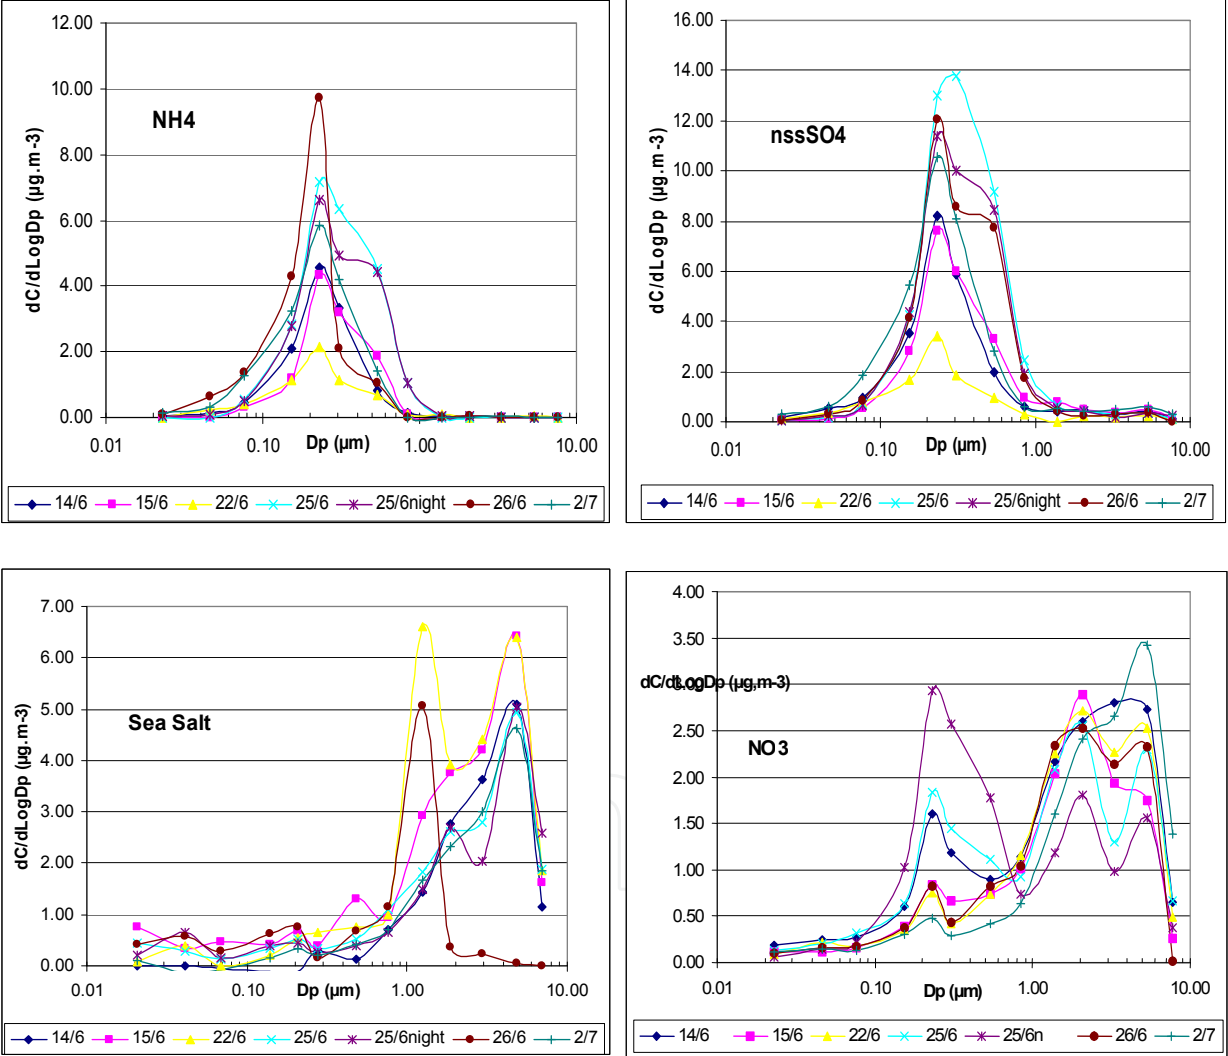 12.00
10.00
8.00
6.00
4.00
2.00
0.00
dC/dLogDp (µg.m-3)
NH4
0.01 0.10 1.00 10.00
Dp (µm)
14/6 15/6 22/6 25/6 25/6night 26/6 2/7
16.00
14.00
12.00
10.00
8.00
6.00
4.00
2.00
0.00
dC/dLogDp (µg.m-3)
nssSO4
0.01 0.10 1.00 10.00
Dp (µm)
14/6 15/6 22/6 25/6 25/6night 26/6 2/7
7.00
6.00
5.00
4.00
3.00
2.00
1.00
0.00
dC/dLogDp (µg.m-3)
Sea Salt
0.01 0.10 1.00 10.00
Dp (µm)
14/6 15/6 22/6 25/6 25/6night 26/6 2/7
4.00
3.50
3.00
dC/dLogDp (µg,m-3)
2.50
2.00
1.50
1.00
0.50
0.00
NO3
0.01 0.10 1.00 10.00
Dp (µm)
14/6 15/6 22/6 25/6 25/6n 26/6 2/7